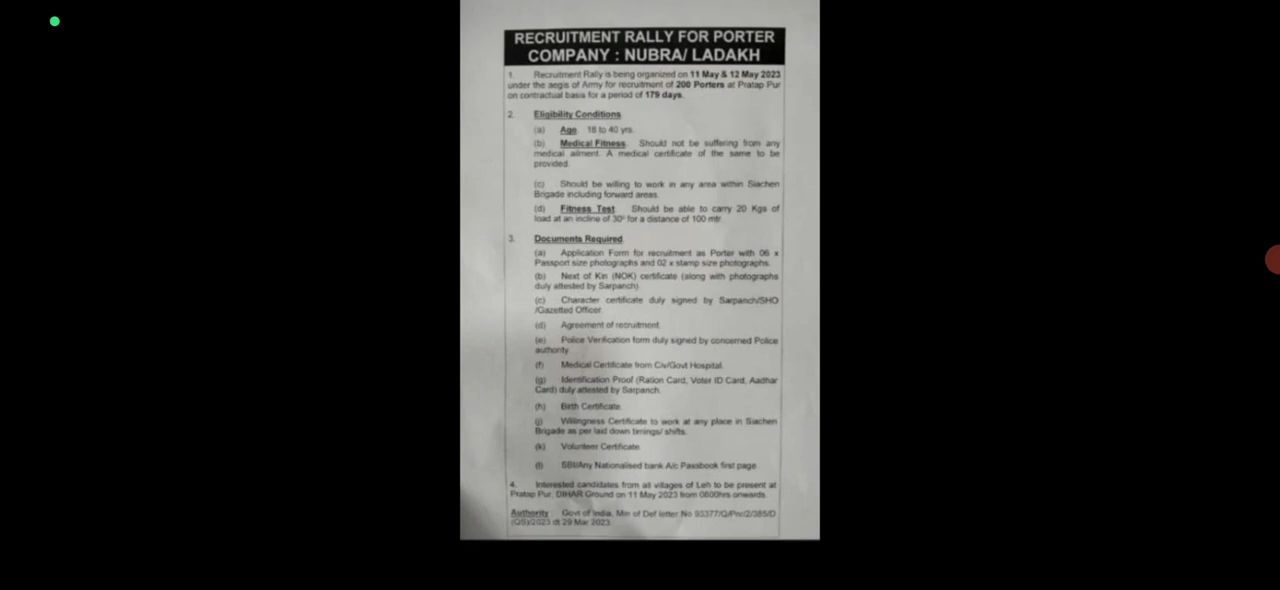 RECRUITMENT RALLY FOR PORTER
COMPANY : NUBRA/ LADAKH
1. Recruitment Rally is being organized on 11 May & 12 May 2023
under the aegis of Army for recruitment of 200 Porters at Pratap Pur
on contractual basis for a period of 179 days.
2. Eligibility Conditions
(a) Age 18 to 40 yrs.
(b) Medical Fitness. Should not be suffering from any
medical ailment. A medical certificate of the same to be
provided.
(c) Should be willing to work in any area within Siachen
Brigade including forward areas.
(d) Fitness Test Should be able to carry 20 Kgs of
load at an incline of 30º for a distance of 100 mtr.
3. Documents Required
(a) Application Form for recruitment as Porter with 06 x
Passport size photographs and 02 x stamp size photographs.
(b) Next of Kin (NOK) certificate (along with photographs
duly attested by Sarpanch)
(c) Character certificate duly signed by Sarpanch/SHO
/Gazetted Officer.
(d) Agreement of recruitment.
(e) Police Verification form duly signed by concerned Police
authority.
(f) Medical Certificate from Civ/Govt Hospital.
(g) Identification Proof (Ration Card, Voter ID Card, Aadhar
Card) duly attested by Sarpanch.
(h) Birth Certificate.
(j) Willingness Certificate to work at any place in Siachen
Brigade as per laid down timings/ shifts.
(k) Volunteer Certificate.
(l) SBI/Any Nationalised bank A/c Passbook first page.
4. Interested candidates from all villages of Leh to be present at
Pratap Pur, DIHAR Ground on 11 May 2023 from 0800hrs onwards.
Authority : Govt of India, Min of Def letter No
dt 29 Mar 2023.